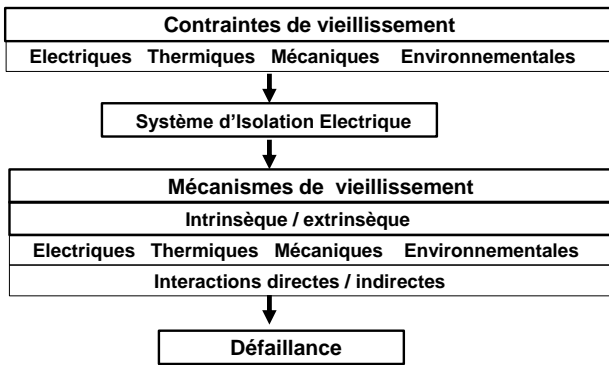 Contraintes de vieillissement
Electriques Thermiques Mécaniques Environnementales
Système d'Isolation Electrique
Mécanismes de vieillissement
Intrinsèque / extrinsèque
Electriques Thermiques Mécaniques Environnementales
Interactions directes / indirectes
Défaillance